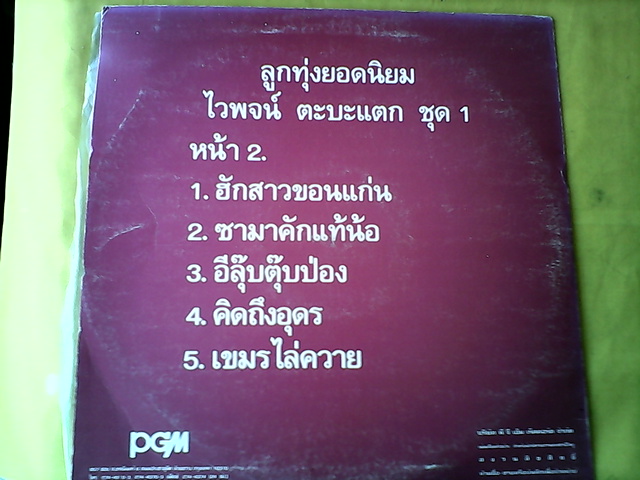 ลูกทุ่งยอดนิยม
ไวพจน์ ตะบะแตก ชุด 1
หน้า 2.
1. ฮักสาวขอนแก่น
2. ซามาคักแท้น้อ
3. อีลุ๊บตุ๊บป่อง
4. คิดถึงอุดร
5. เขมรไล่ควาย
PGM